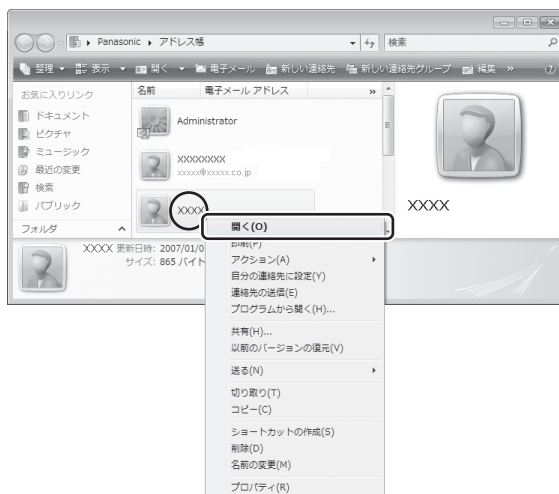 Panasonic ▸ アドレス帳 検索
整理 表示 開く 電子メール 新しい連絡先 新しい連絡先グループ 編集 »
お気に入りリンク
ドキュメント
ピクチャ
ミュージック
最近の変更
検索
パブリック
フォルダ
名前 電子メール アドレス »
Administrator
XXXXXXXX
xxxxx@xxxxx.co.jp
XXXX
XXXX
XXXX 更新日時: 2007/01/0
サイズ: 865 バイト
開く(O)
印刷(P)
アクション(A)
自分の連絡先に設定(Y)
連絡先の送信(E)
プログラムから開く(H)...
共有(H)...
以前のバージョンの復元(V)
送る(N)
切り取り(T)
コピー(C)
ショートカットの作成(S)
削除(D)
名前の変更(M)
プロパティ(R)